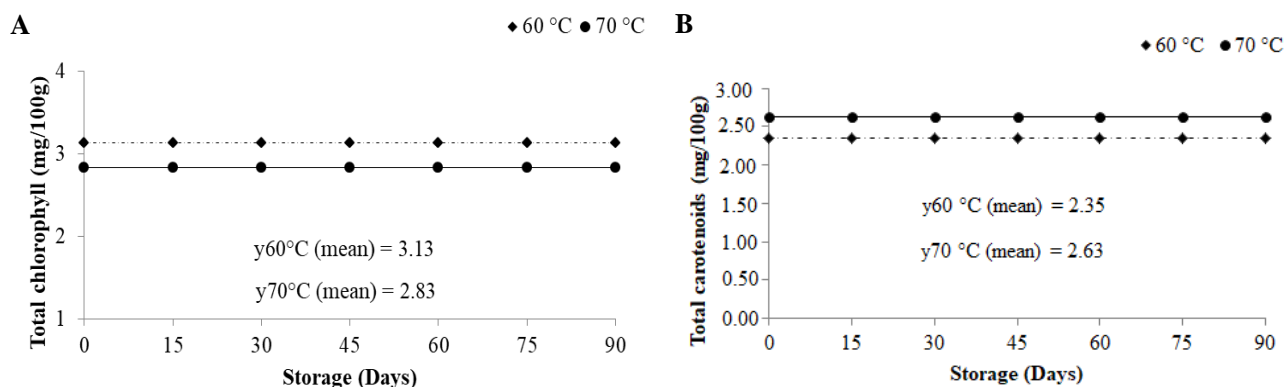 A
◆ 60 °C ● 70 °C
Total chlorophyll (mg/100g)
4
3
2
1
y60°C (mean) = 3.13
y70°C (mean) = 2.83
0 15 30 45 60 75 90
Storage (Days)
B
◆ 60 °C ● 70 °C
Total carotenoids (mg/100g)
3.00
2.50
2.00
1.50
1.00
0.50
0.00
y60 °C (mean) = 2.35
y70 °C (mean) = 2.63
0 15 30 45 60 75 90
Storage (Days)